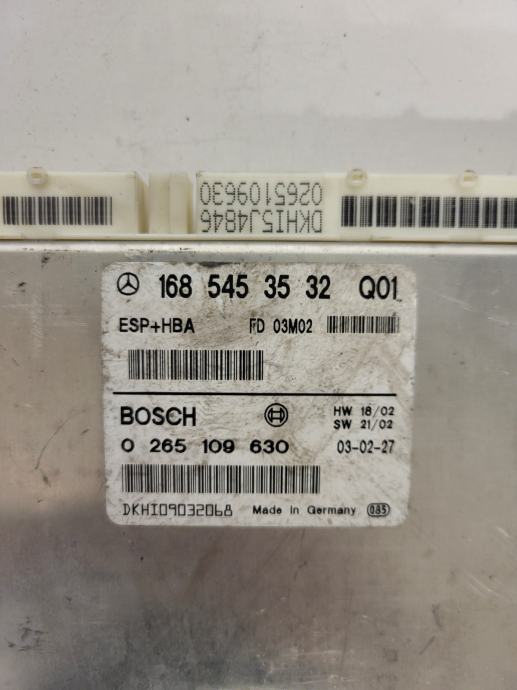 DKHI5J4846
0265109630
168 545 35 32 Q01
ESP+HBA FD 03M02
BOSCH HW 18/02
SW 21/02
0 265 109 630 03-02-27
DKHI09032068 Made in Germany 085